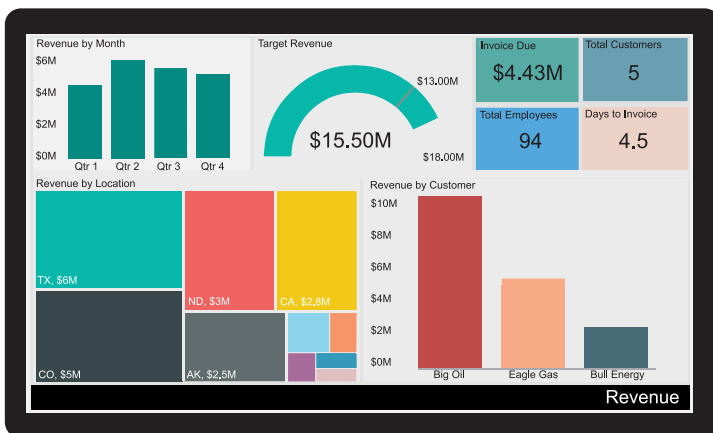 Revenue by Month
$6M
$4M
$2M
$0M
Qtr 1 Qtr 2 Qtr 3 Qtr 4
Target Revenue
$13.00M
$15.50M
$18.00M
Invoice Due
$4.43M
Total Customers
5
Total Employees
94
Days to Invoice
4.5
Revenue by Location
TX, $6M
ND, $3M
CA, $2.8M
CO, $5M
AK, $2.5M
Revenue by Customer
$10M
$8M
$6M
$4M
$2M
$0M
Big Oil Eagle Gas Bull Energy
Revenue